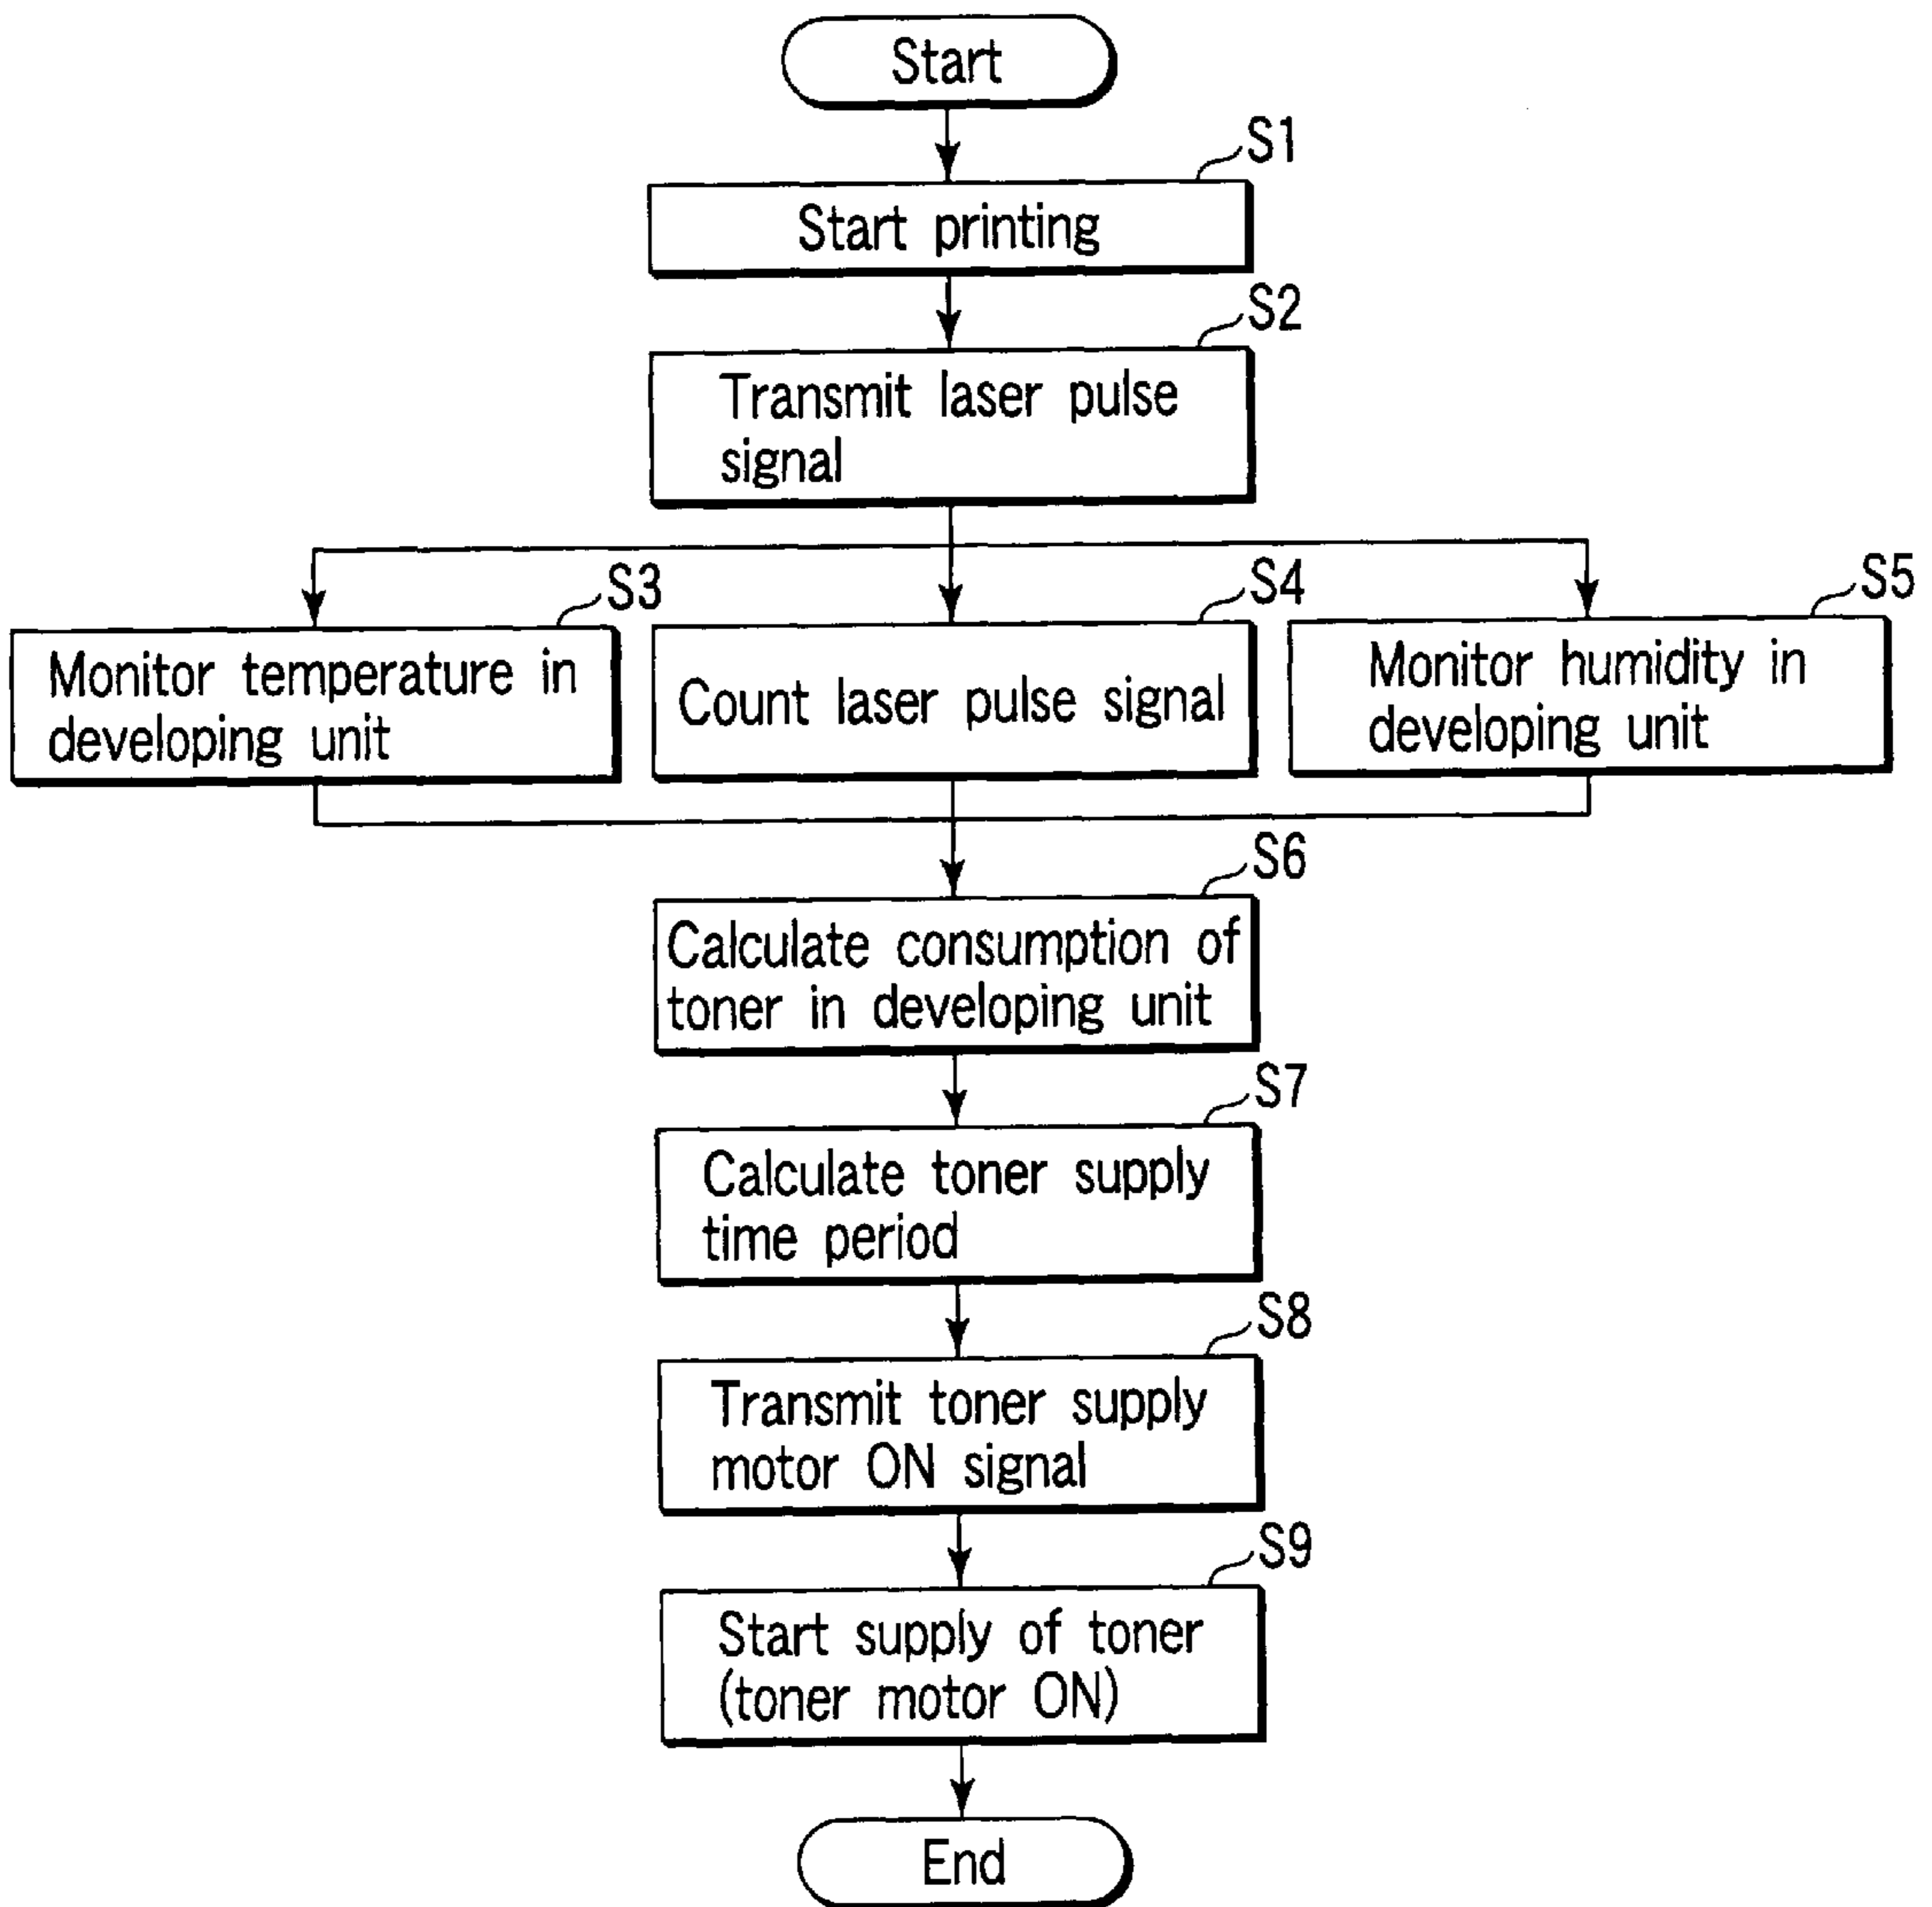 Start
S1
Start printing
S2
Transmit laser pulse
signal
S3
Monitor temperature in
developing unit
S4
Count laser pulse signal
S5
Monitor humidity in
developing unit
S6
Calculate consumption of
toner in developing unit
S7
Calculate toner supply
time period
S8
Transmit toner supply
motor ON signal
S9
Start supply of toner
(toner motor ON)
End